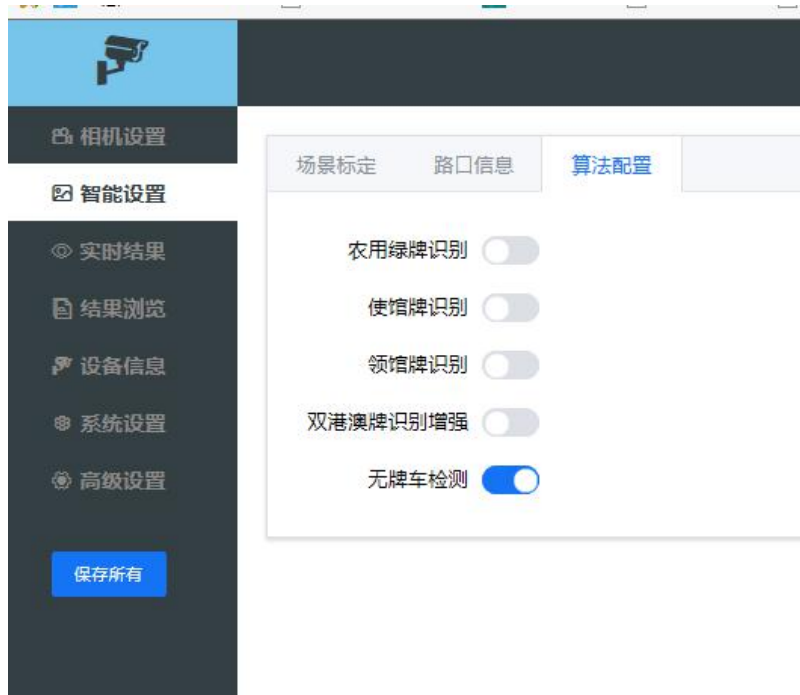 相机设置
智能设置
实时结果
结果浏览
设备信息
系统设置
高级设置
保存所有
场景标定 路口信息 算法配置
农用绿牌识别
使馆牌识别
领馆牌识别
双港澳牌识别增强
无牌车检测